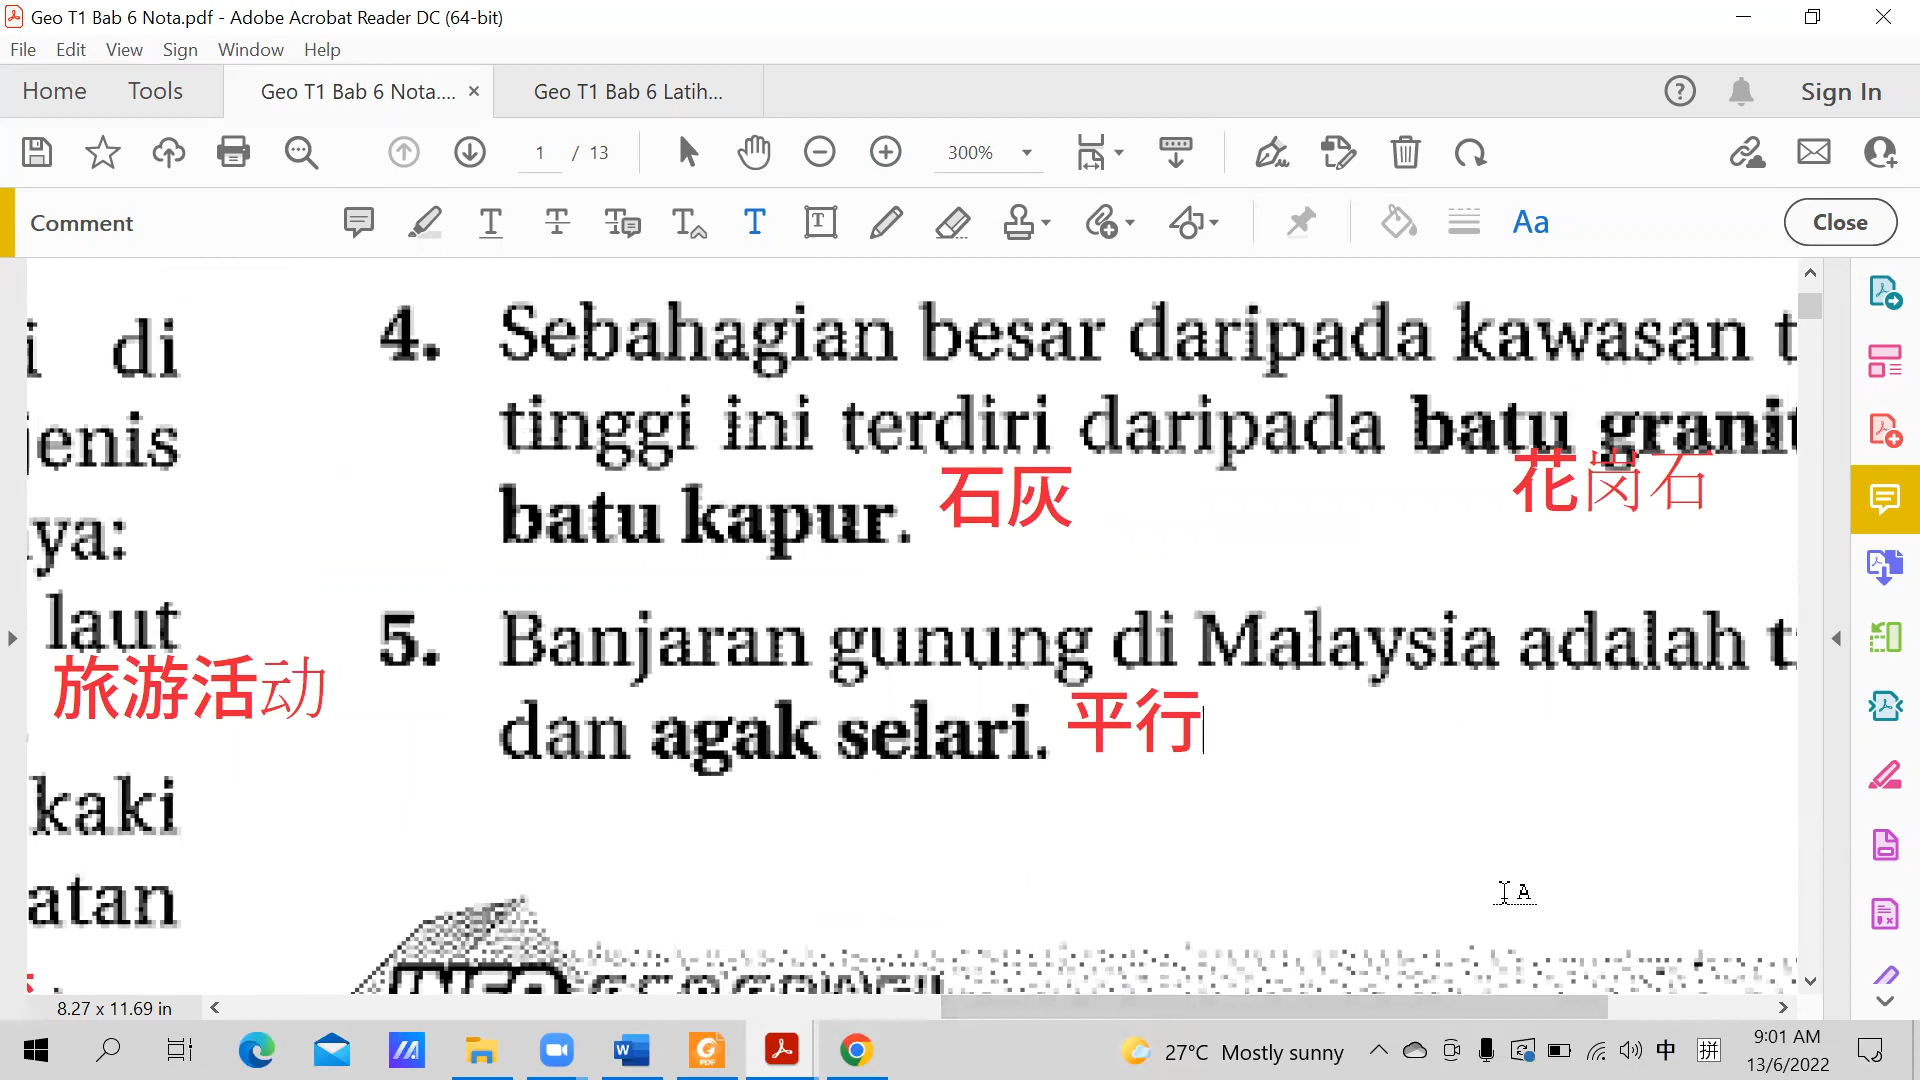 Geo T1 Bab 6 Nota.pdf - Adobe Acrobat Reader DC (64-bit)
File Edit View Sign Window Help
Home Tools Geo T1 Bab 6 Nota.... × Geo T1 Bab 6 Latih... Sign In
1 / 13 300%
Comment Aa Close
di
jenis
ya:
laut
旅游活动
kaki
atan
4. Sebahagian besar daripada kawasan t
tinggi ini terdiri daripada batu granit
花岗石
batu kapur. 石灰
5. Banjaran gunung di Malaysia adalah t
dan agak selari. 平行
8.27 x 11.69 in
27°C Mostly sunny 中 拼 9:01 AM
13/6/2022